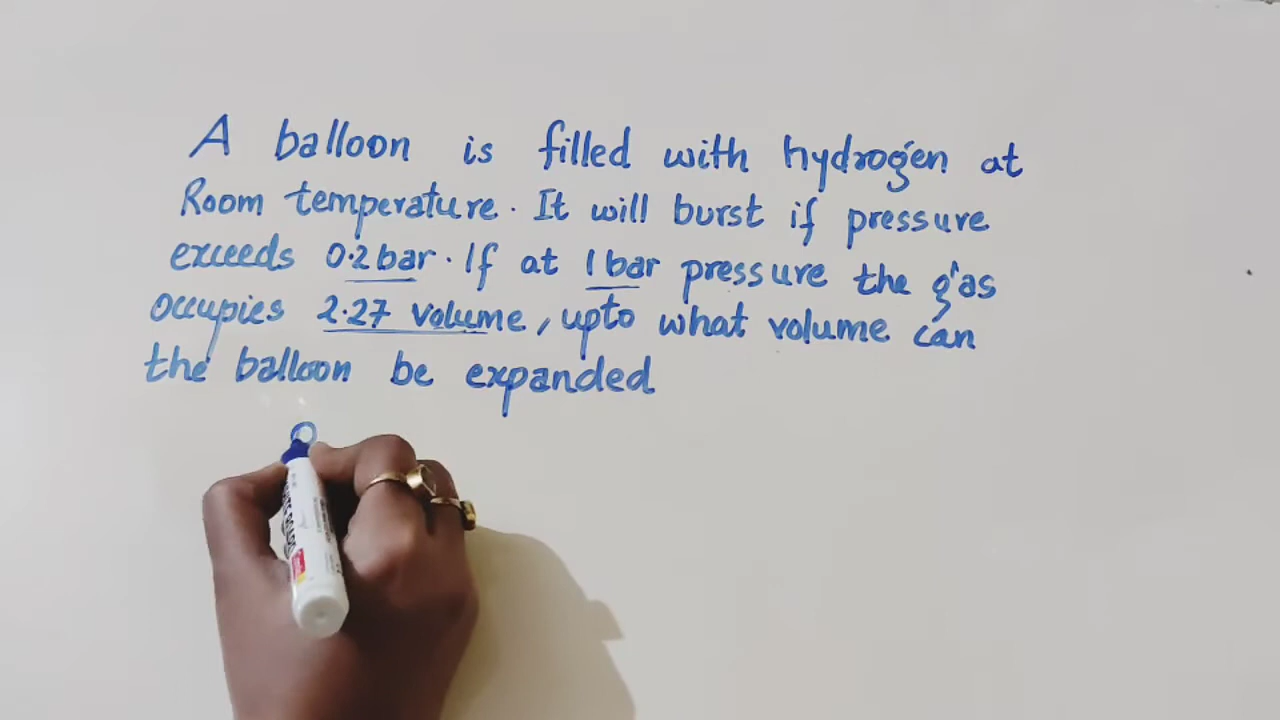 A balloon is filled with hydrogen at
Room temperature. It will burst if pressure
exceeds 0.2 bar. If at 1 bar pressure the gas
occupies 2.27 volume, upto what volume can
the balloon be expanded